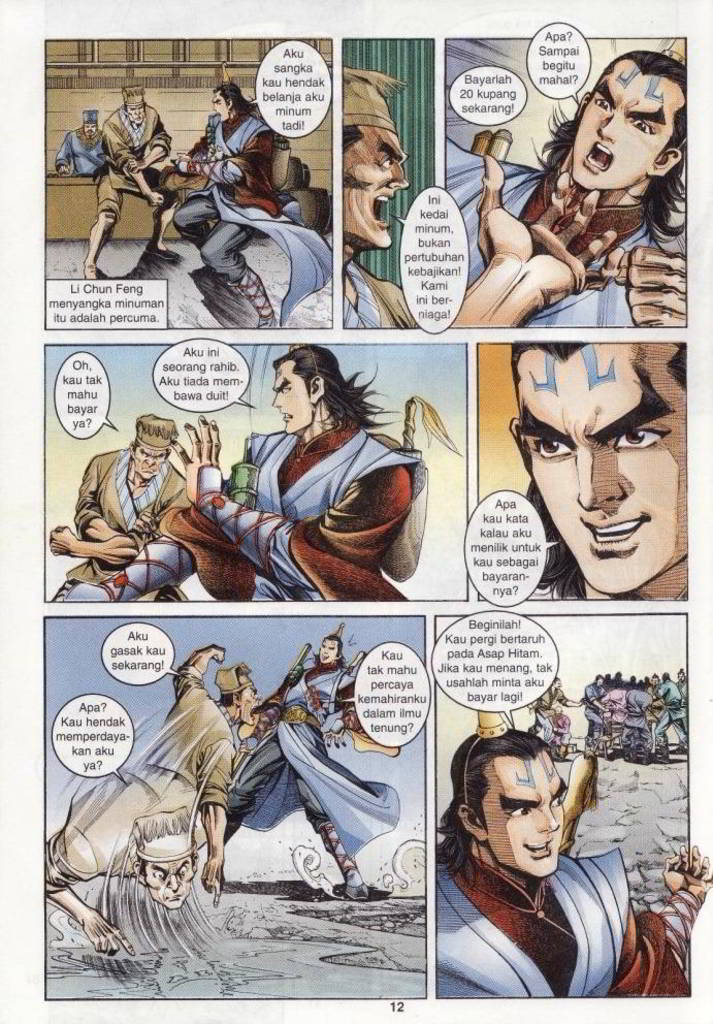 Aku
sangka
kau hendak
belanja aku
minum
tadi!
Li Chun Feng
menyangka minuman
itu adalah percuma.
Ini
kedai
minum,
bukan
pertubuhan
kebajikan!
Kami
ini ber-
niaga!
Bayarlah
20 kupang
sekarang!
Apa?
Sampai
begitu
mahal?
Oh,
kau tak
mahu
bayar
ya?
Aku ini
seorang rahib.
Aku tiada mem-
bawa duit!
Apa
kau kata
kalau aku
menilik untuk
kau sebagai
bayaran-
nya?
Aku
gasak kau
sekarang!
Apa?
Kau hendak
memperdaya-
kan aku
ya?
Kau
tak mahu
percaya
kemahiranku
dalam ilmu
tenung?
Beginilah!
Kau pergi bertaruh
pada Asap Hitam.
Jika kau menang, tak
usahlah minta aku
bayar lagi!
12